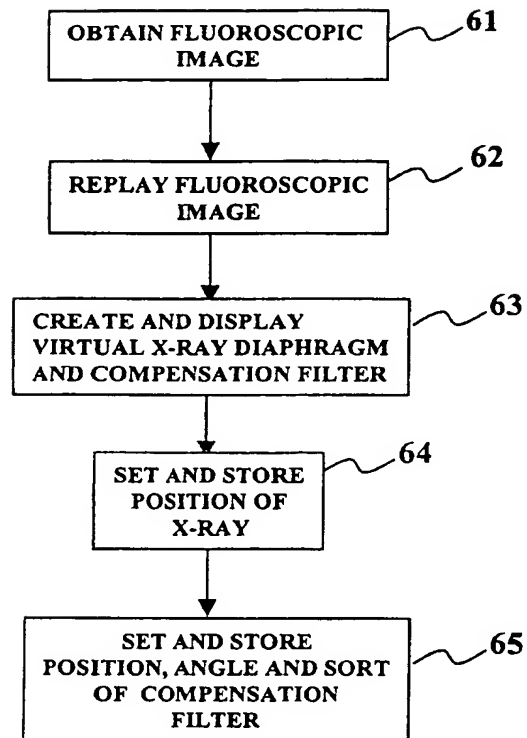 61
OBTAIN FLUOROSCOPIC
IMAGE
62
REPLAY FLUOROSCOPIC
IMAGE
63
CREATE AND DISPLAY
VIRTUAL X-RAY DIAPHRAGM
AND COMPENSATION FILTER
64
SET AND STORE
POSITION OF
X-RAY
65
SET AND STORE
POSITION, ANGLE AND SORT
OF COMPENSATION
FILTER